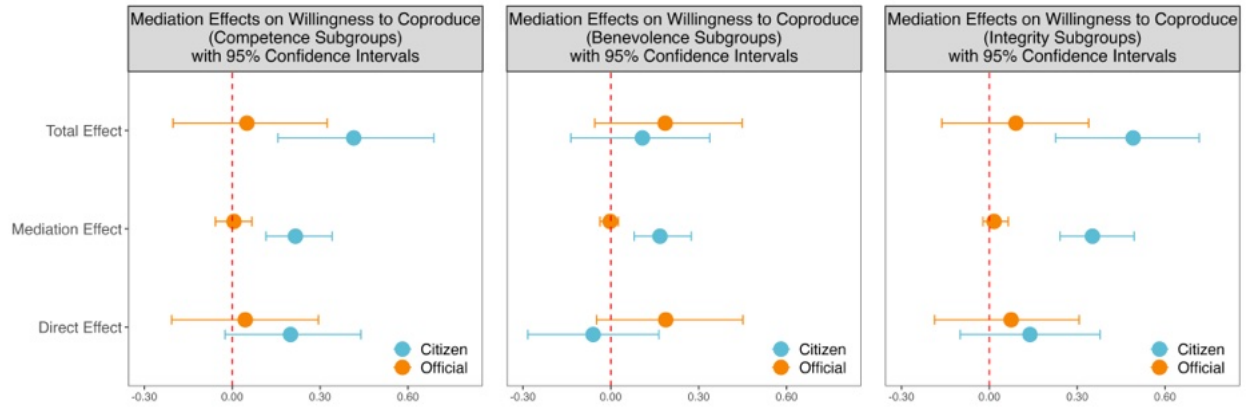 Mediation Effects on Willingness to Coproduce
(Competence Subgroups)
with 95% Confidence Intervals
Mediation Effects on Willingness to Coproduce
(Benevolence Subgroups)
with 95% Confidence Intervals
Mediation Effects on Willingness to Coproduce
(Integrity Subgroups)
with 95% Confidence Intervals
Total Effect
Mediation Effect
Direct Effect
Citizen
Official
Citizen
Official
Citizen
Official
-0.30 0.00 0.30 0.60
-0.30 0.00 0.30 0.60
-0.30 0.00 0.30 0.60